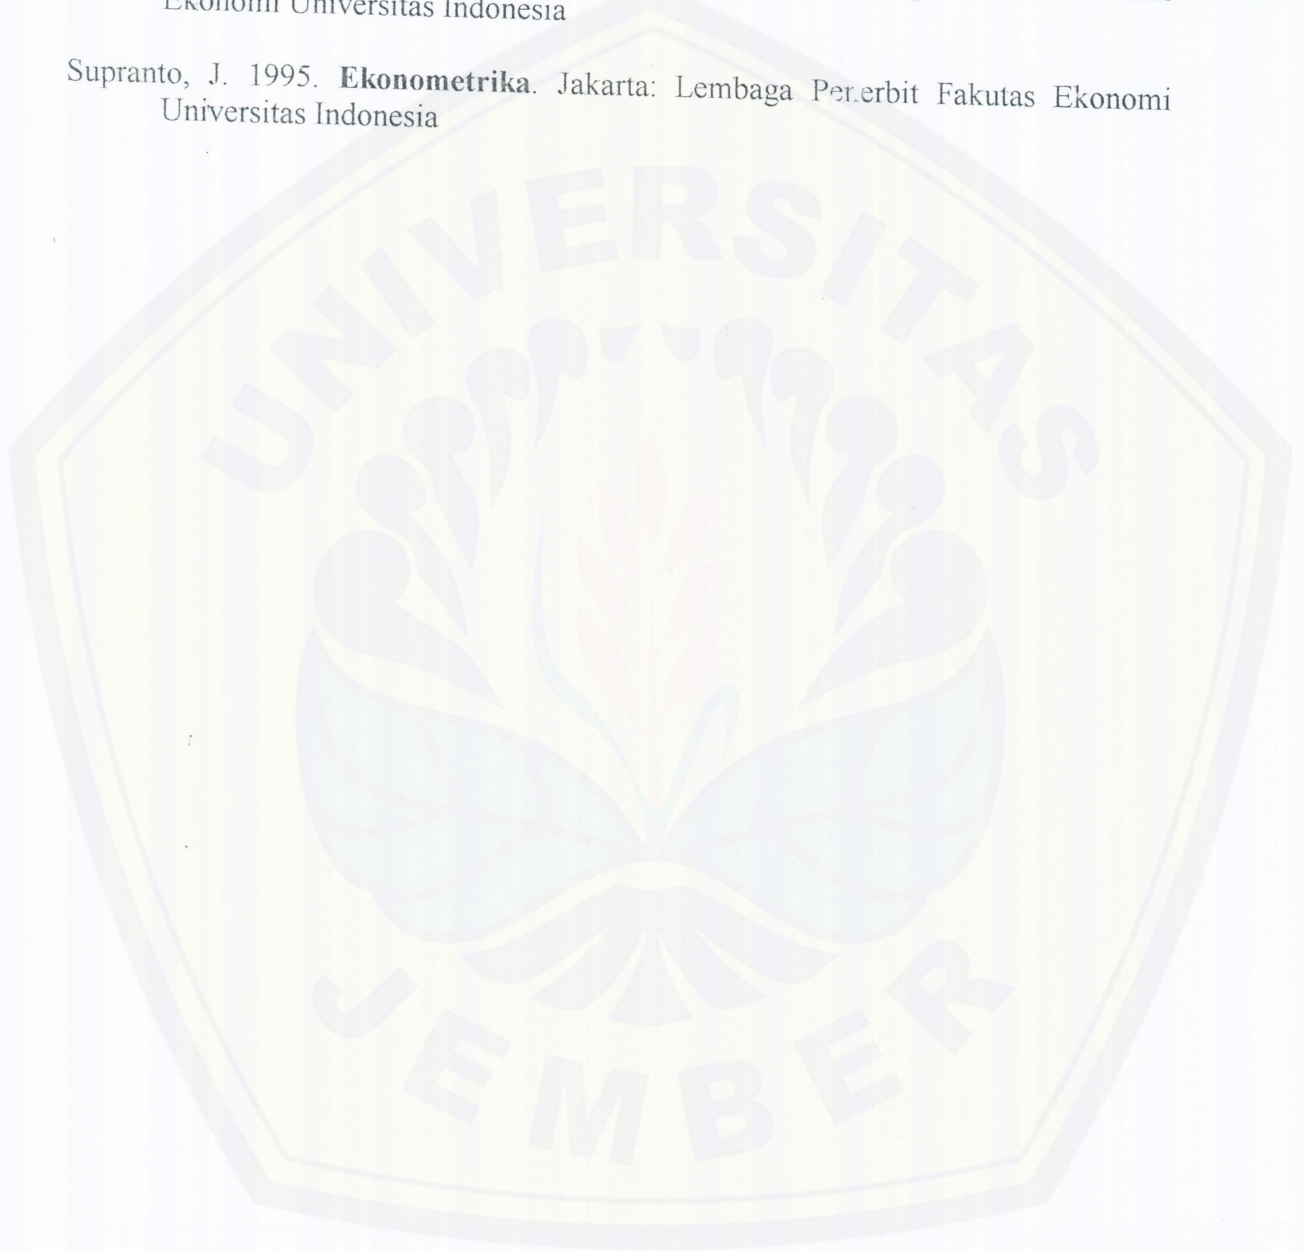 Ekonomi Universitas Indonesia
Supranto, J. 1995. Ekonometrika. Jakarta: Lembaga Penerbit Fakutas Ekonomi
Universitas Indonesia
UNIVERSITAS
JEMBER